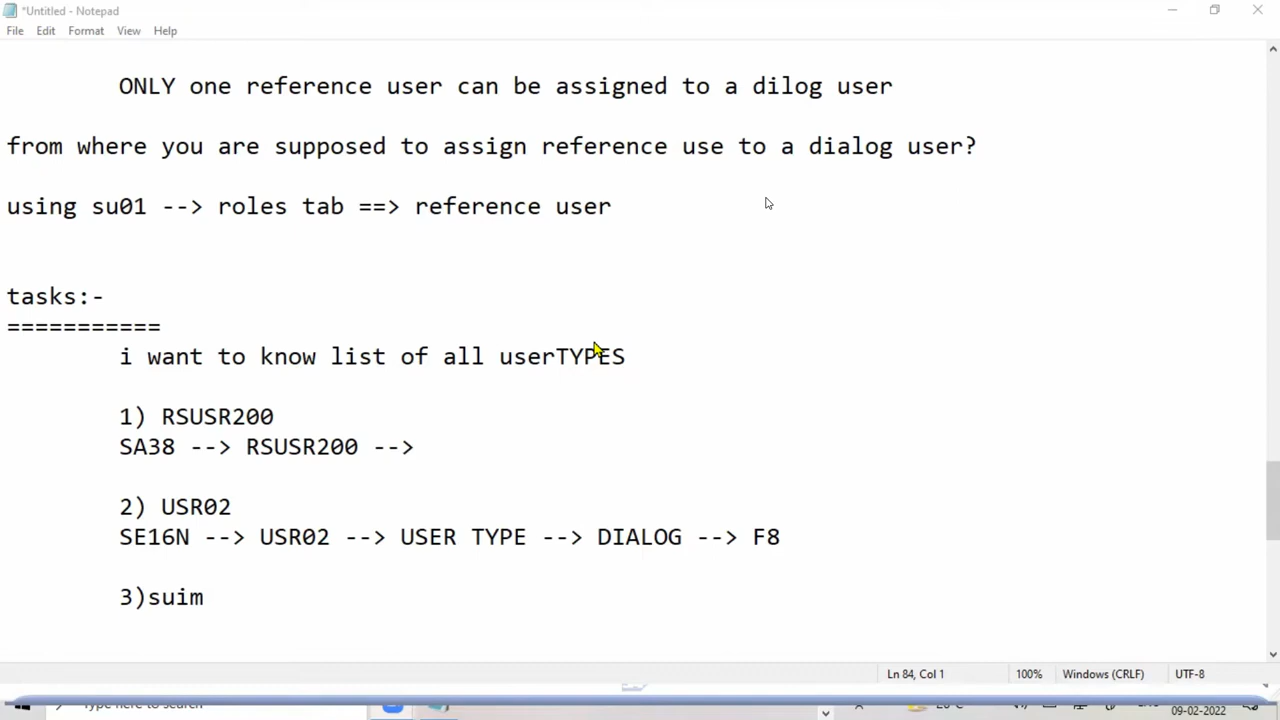 *Untitled - Notepad
File Edit Format View Help
ONLY one reference user can be assigned to a dilog user
from where you are supposed to assign reference use to a dialog user?
using su01 --> roles tab ==> reference user
tasks:-
===========
i want to know list of all userTYPES
1) RSUSR200
SA38 --> RSUSR200 -->
2) USR02
SE16N --> USR02 --> USER TYPE --> DIALOG --> F8
3)suim
Ln 84, Col 1 100% Windows (CRLF) UTF-8
Type here to search
09-02-2022